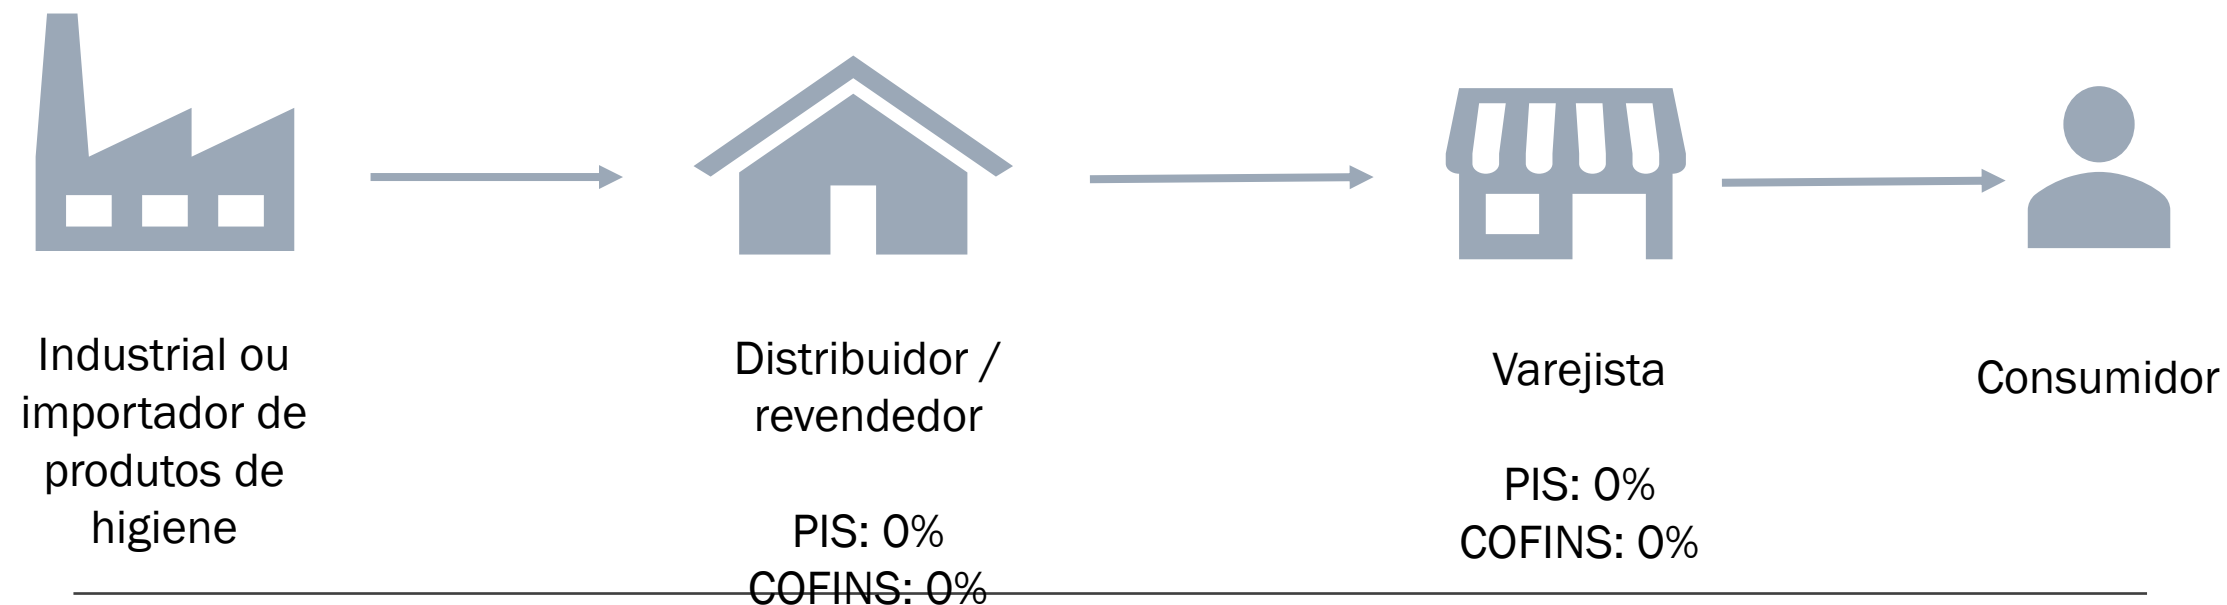 Industrial ou
importador de
produtos de
higiene
Distribuidor /
revendedor
PIS: 0%
COFINS: 0%
Varejista
PIS: 0%
COFINS: 0%
Consumidor